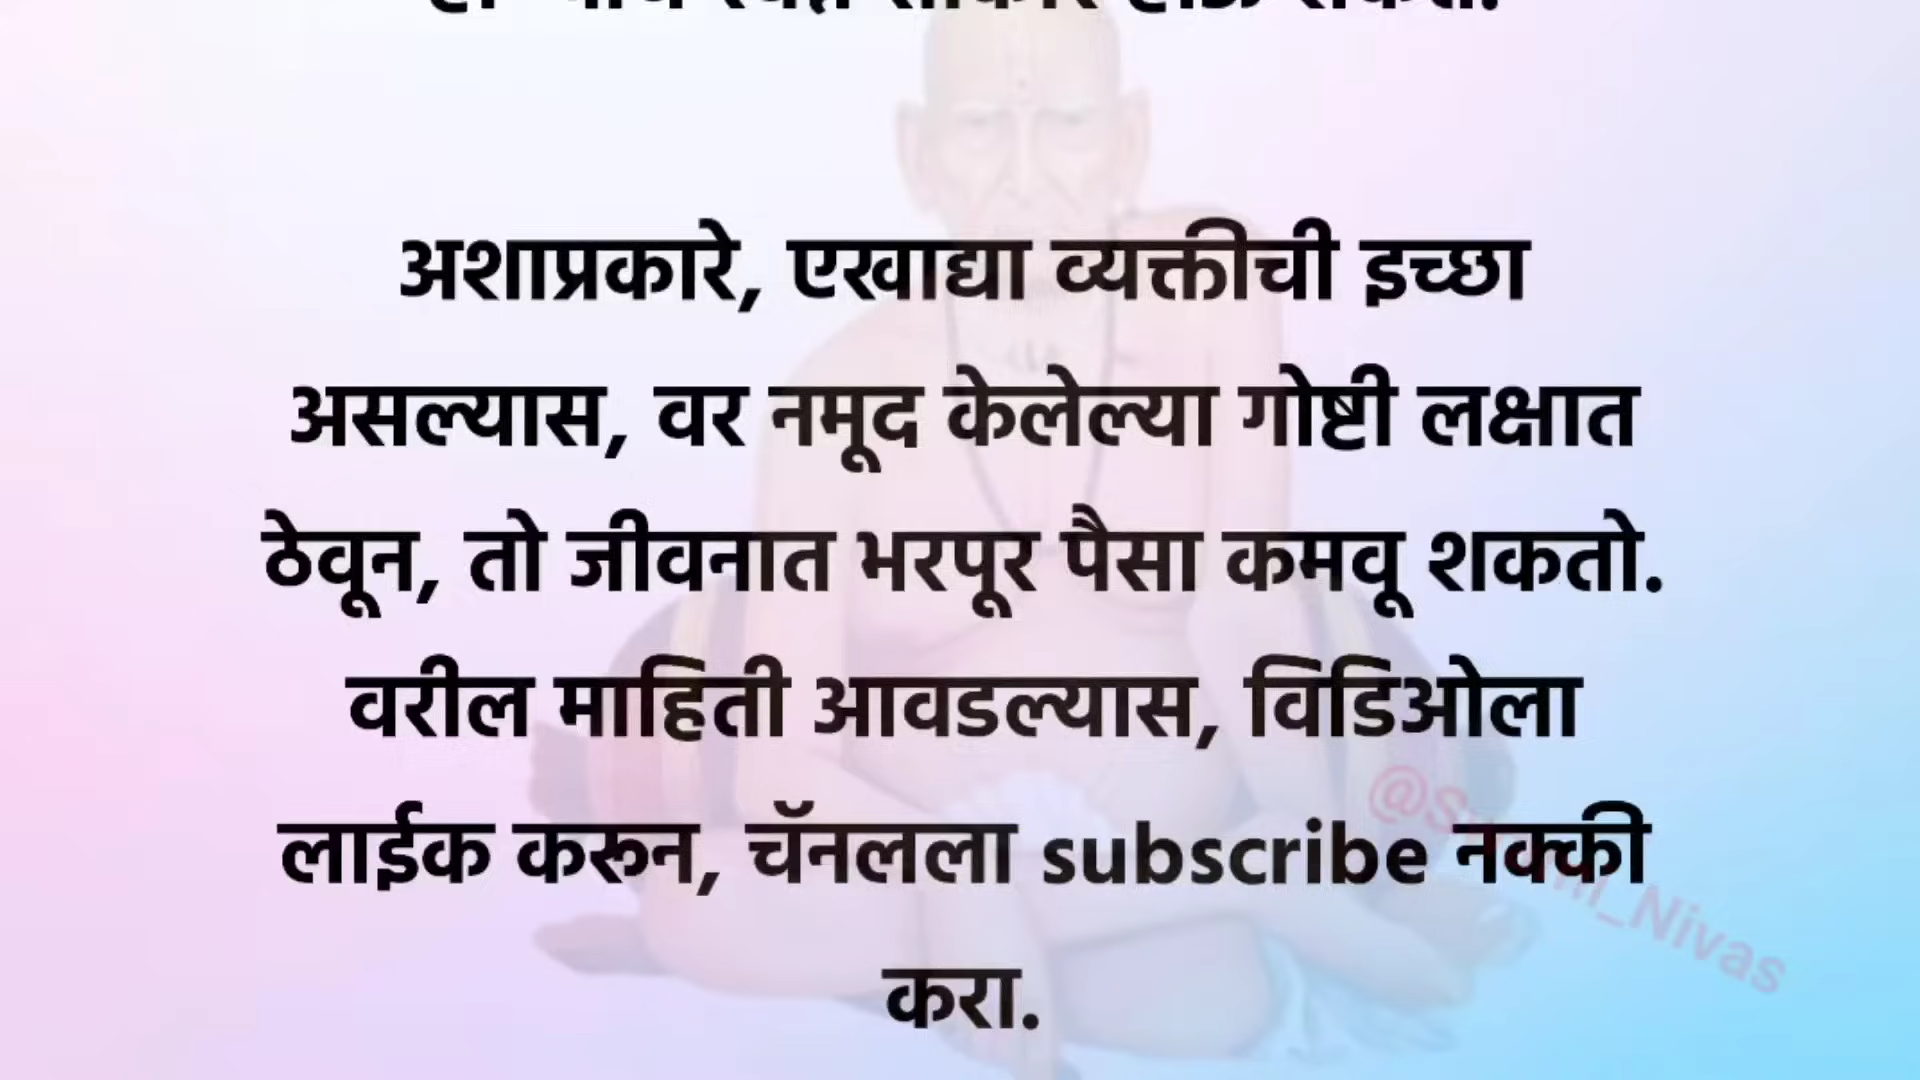 अशाप्रकारे, एखाद्या व्यक्तीची इच्छा
असल्यास, वर नमूद केलेल्या गोष्टी लक्षात
ठेवून, तो जीवनात भरपूर पैसा कमवू शकतो.
वरील माहिती आवडल्यास, विडिओला
लाईक करून, चॅनलला subscribe नक्की
करा.